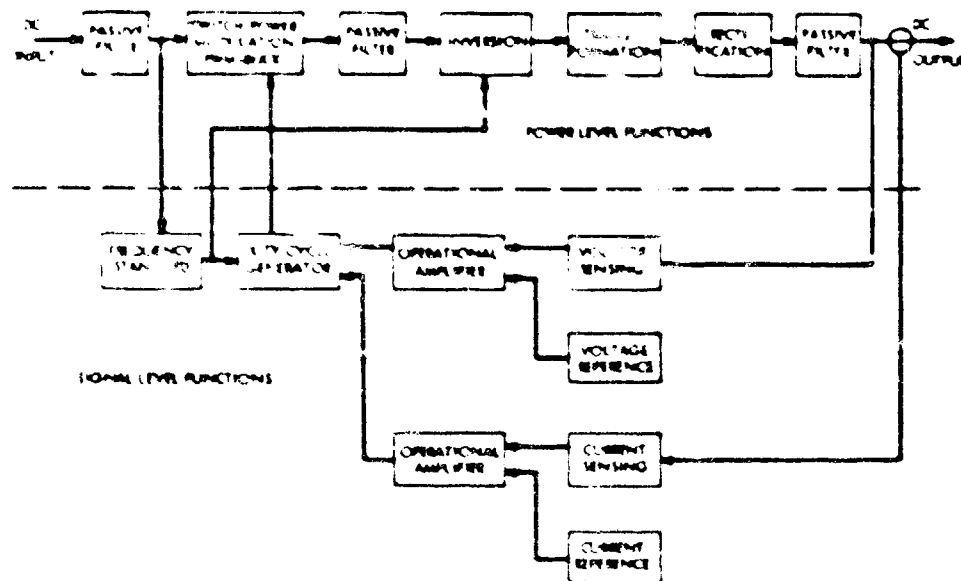 DC
INPUT
PASSIVE
FILTER
SWITCH POWER
MODULATION
PASSIVE
FILTER
INVERSION
TRANS
FORMATION
RECTI
FICATION
PASSIVE
FILTER
DC
OUTPUT
POWER LEVEL FUNCTIONS
FREQUENCY
STANDARD
DUTY CYCLE
GENERATOR
OPERATIONAL
AMPLIFIER
VOLTAGE
SENSING
VOLTAGE
REFERENCE
SIGNAL LEVEL FUNCTIONS
OPERATIONAL
AMPLIFIER
CURRENT
SENSING
CURRENT
REFERENCE